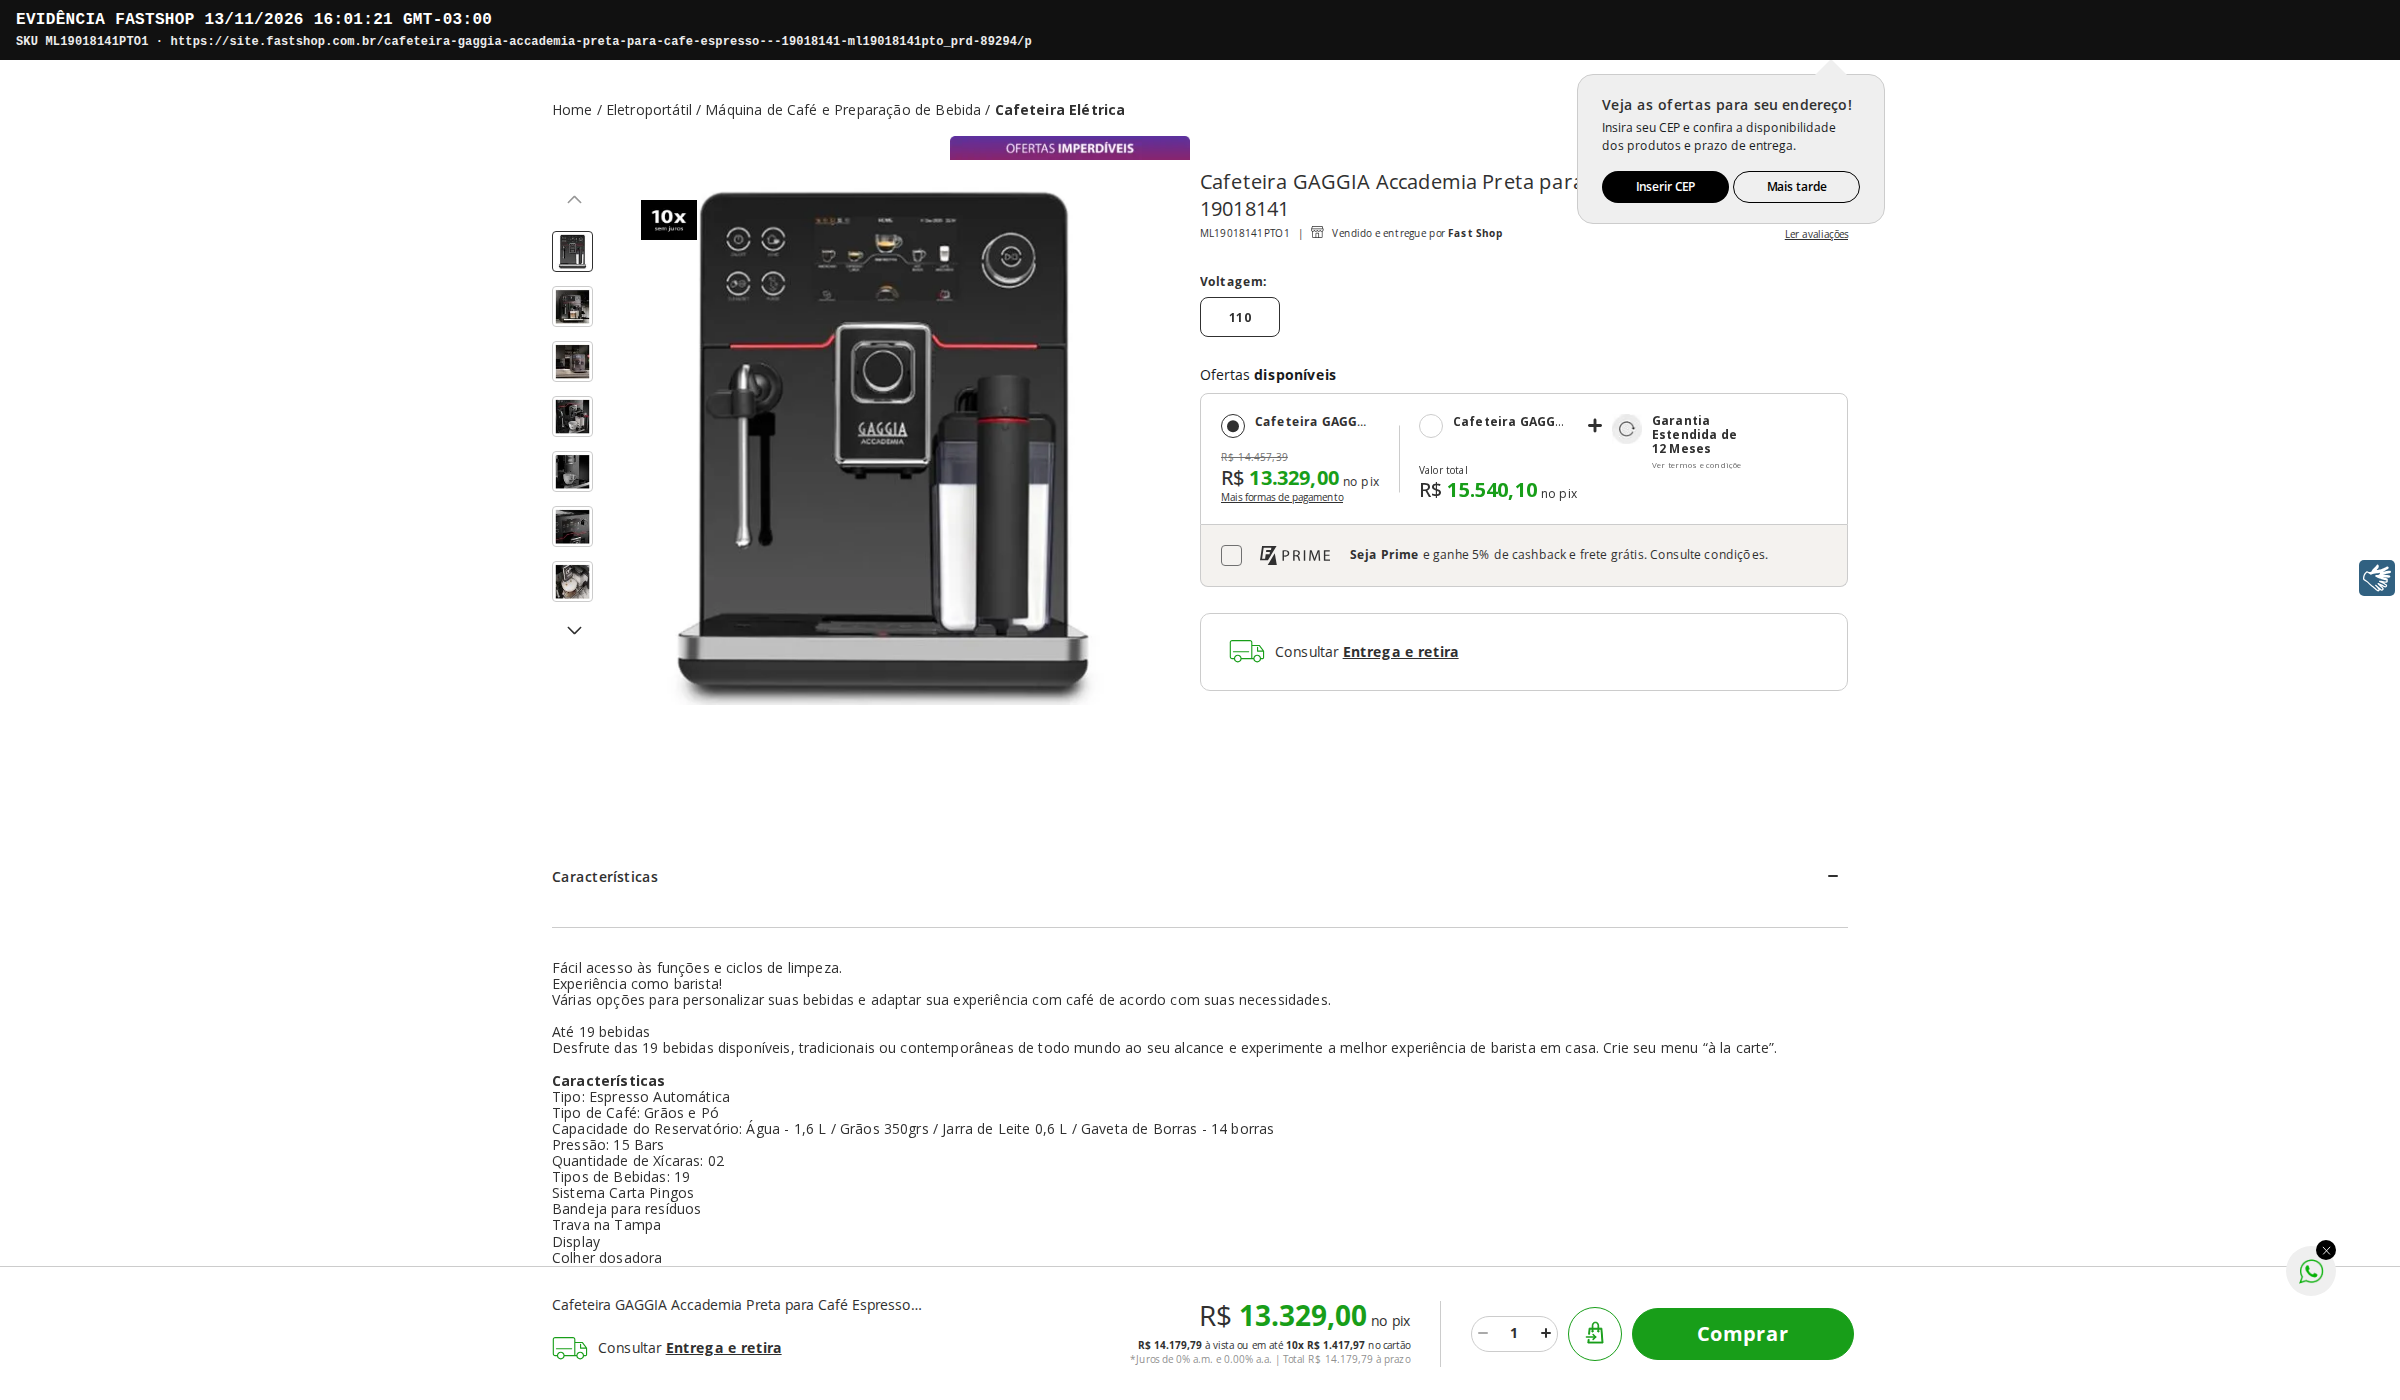 EVIDÊNCIA FASTSHOP 13/11/2026 16:01:21 GMT-03:00
SKU ML19018141PTO1 · https://site.fastshop.com.br/cafeteira-gaggia-accademia-preta-para-cafe-espresso---19018141-ml19018141pto_prd-89294/p
Veja as ofertas para seu endereço!
Insira seu CEP e confira a disponibilidade
dos produtos e prazo de entrega.
Inserir CEP Mais tarde
Home / Eletroportátil / Máquina de Café e Preparação de Bebida / Cafeteira Elétrica
OFERTAS IMPERDÍVEIS
10x
sem juros
GAGGIA
ACCADEMIA
Cafeteira GAGGIA Accademia Preta para
19018141
ML19018141PTO1 | Vendido e entregue por Fast Shop
Ler avaliações
Voltagem:
110
Ofertas disponíveis
Cafeteira GAGG...
R$ 14.457,39
R$ 13.329,00 no pix
Mais formas de pagamento
Cafeteira GAGG...
Valor total
R$ 15.540,10 no pix
+
Garantia
Estendida de
12 Meses
Ver termos e condiçõe
PRIME Seja Prime e ganhe 5% de cashback e frete grátis. Consulte condições.
Consultar Entrega e retira
Características
Fácil acesso às funções e ciclos de limpeza.
Experiência como barista!
Várias opções para personalizar suas bebidas e adaptar sua experiência com café de acordo com suas necessidades.
Até 19 bebidas
Desfrute das 19 bebidas disponíveis, tradicionais ou contemporâneas de todo mundo ao seu alcance e experimente a melhor experiência de barista em casa. Crie seu menu “à la carte”.
Características
Tipo: Espresso Automática
Tipo de Café: Grãos e Pó
Capacidade do Reservatório: Água - 1,6 L / Grãos 350grs / Jarra de Leite 0,6 L / Gaveta de Borras - 14 borras
Pressão: 15 Bars
Quantidade de Xícaras: 02
Tipos de Bebidas: 19
Sistema Carta Pingos
Bandeja para resíduos
Trava na Tampa
Display
Colher dosadora
Cafeteira GAGGIA Accademia Preta para Café Espresso...
Consultar Entrega e retira
R$ 13.329,00 no pix
R$ 14.179,79 à vista ou em até 10x R$ 1.417,97 no cartão
*Juros de 0% a.m. e 0.00% a.a. | Total R$ 14.179,79 à prazo
− 1 +
Comprar